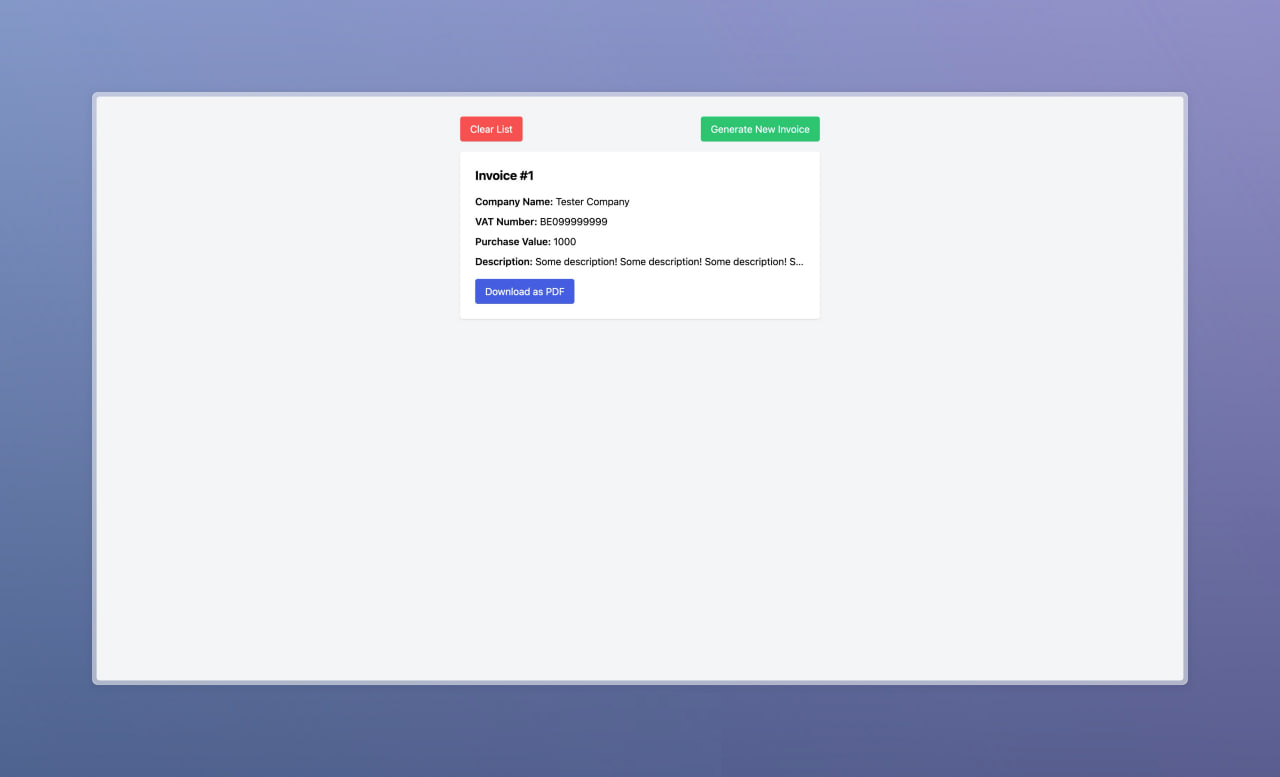 Clear List
Generate New Invoice
Invoice #1
Company Name: Tester Company
VAT Number: BE099999999
Purchase Value: 1000
Description: Some description! Some description! Some description! S...
Download as PDF